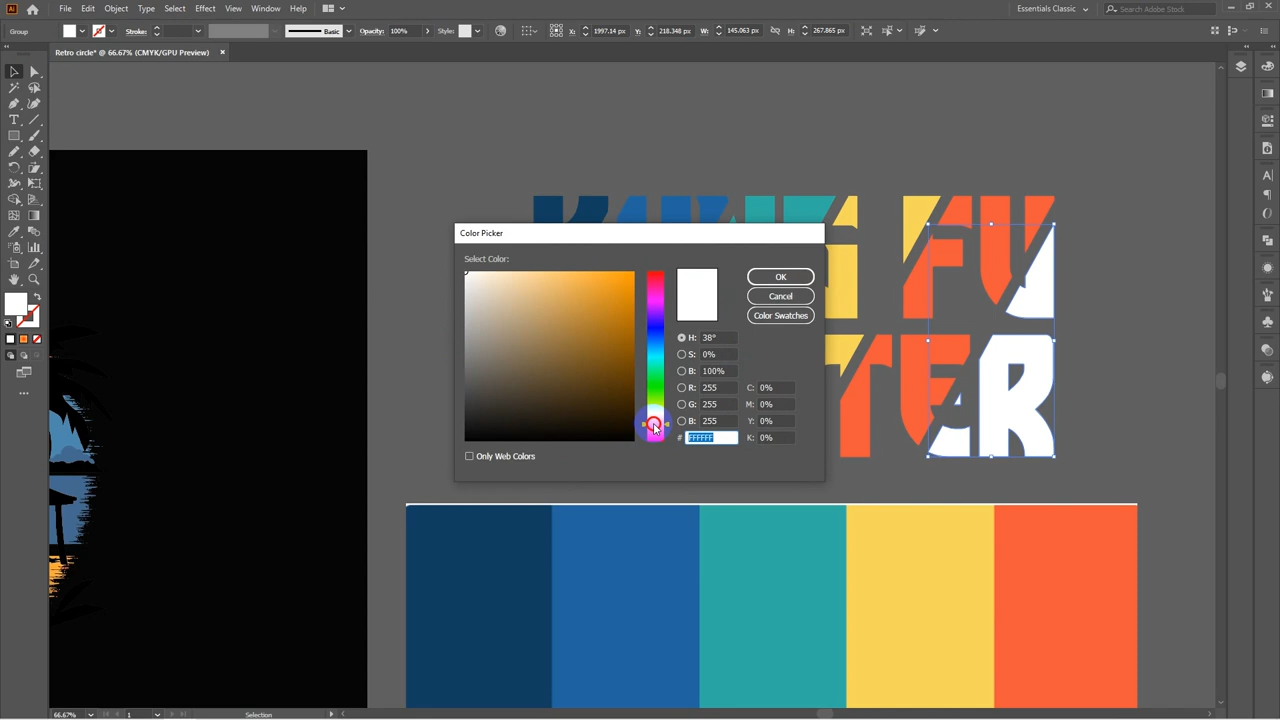 Ai File Edit Object Type Select Effect View Window Help Essentials Classic Search Adobe Stock
Group Stroke: Basic Opacity: 100% Style: X: 1997.14 px Y: 218.348 px W: 145.063 px H: 267.865 px
Retro circle* @ 66.67% (CMYK/GPU Preview) ×
FU
Color Picker
Select Color:
OK
Cancel
Color Swatches
H: 38°
S: 0%
B: 100%
R: 255 C: 0%
G: 255 M: 0%
B: 255 Y: 0%
# FFFFFF K: 0%
Only Web Colors
TER
66.67% 1 Selection